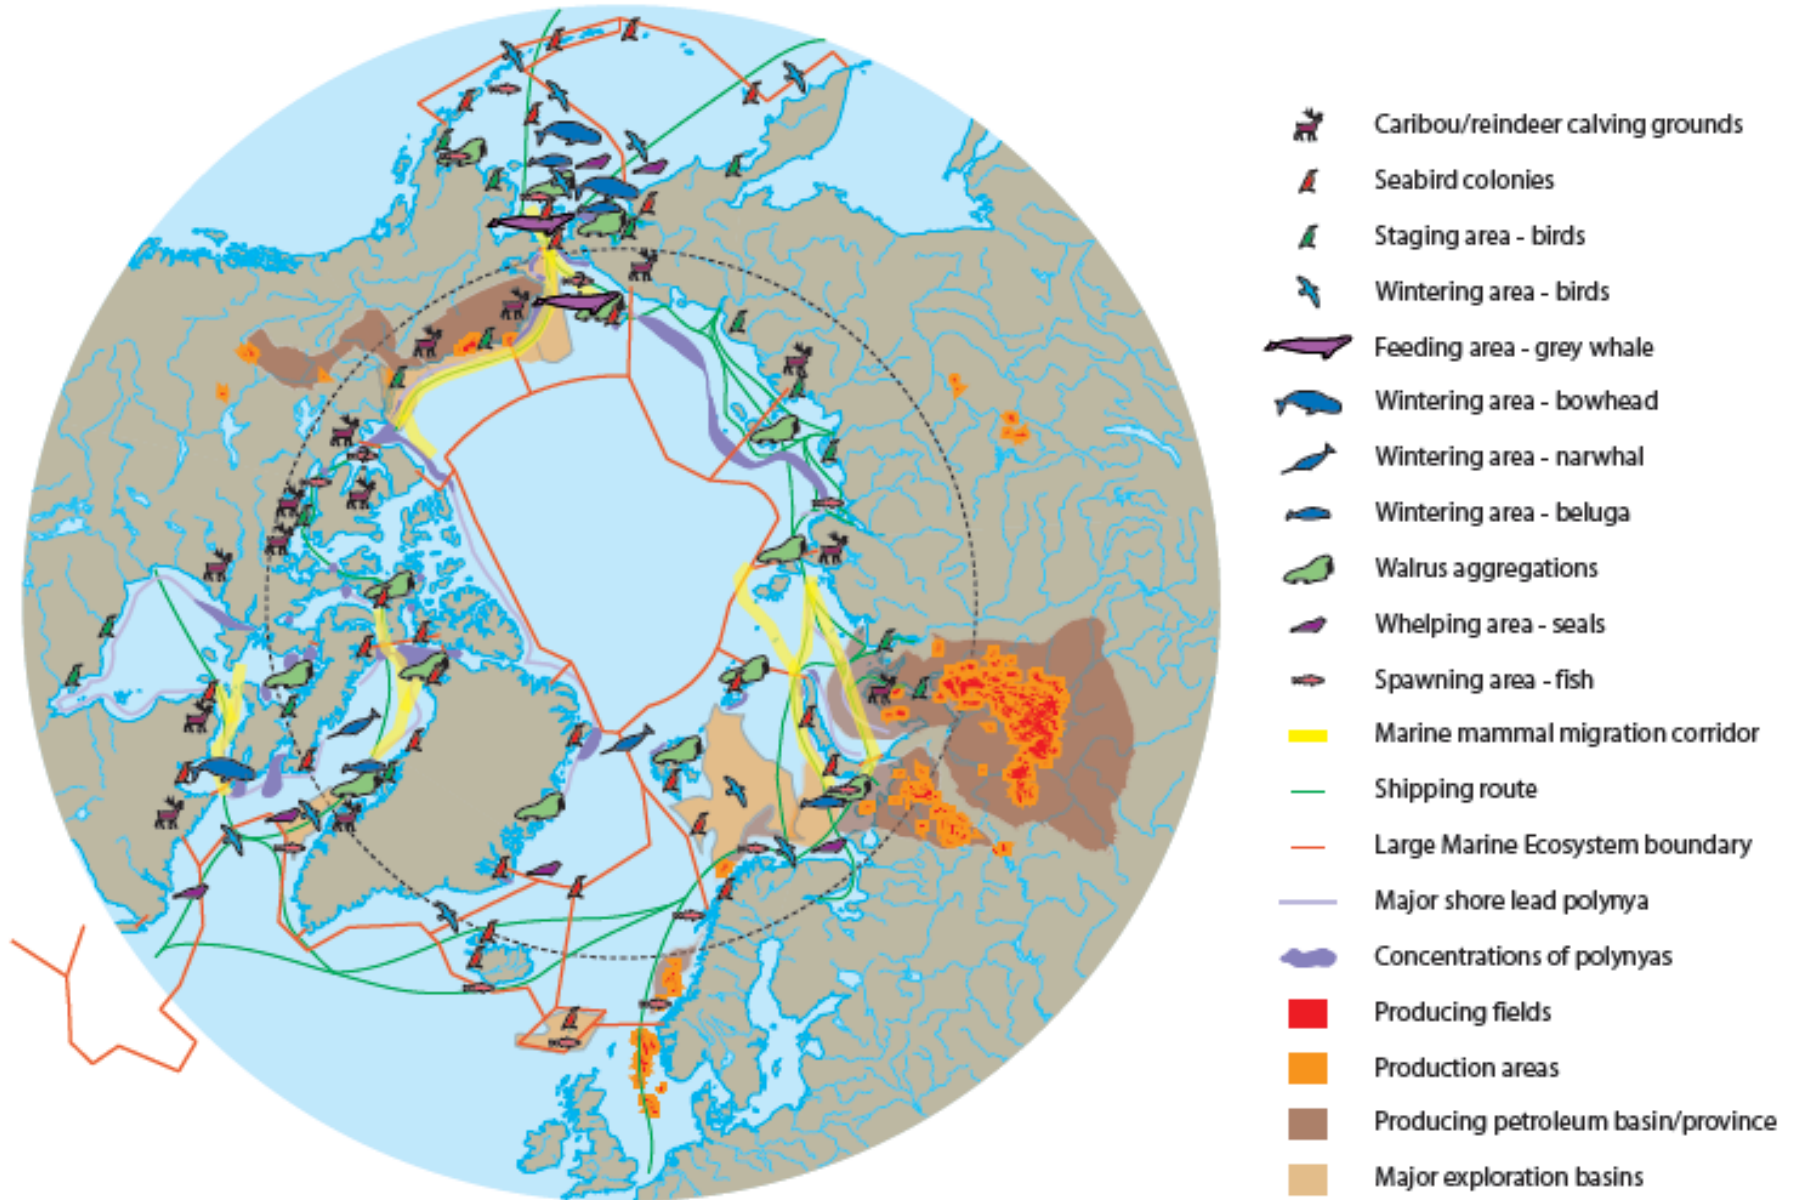 Caribou/reindeer calving grounds
Seabird colonies
Staging area - birds
Wintering area - birds
Feeding area - grey whale
Wintering area - bowhead
Wintering area - narwhal
Wintering area - beluga
Walrus aggregations
Whelping area - seals
Spawning area - fish
Marine mammal migration corridor
Shipping route
Large Marine Ecosystem boundary
Major shore lead polynya
Concentrations of polynyas
Producing fields
Production areas
Producing petroleum basin/province
Major exploration basins